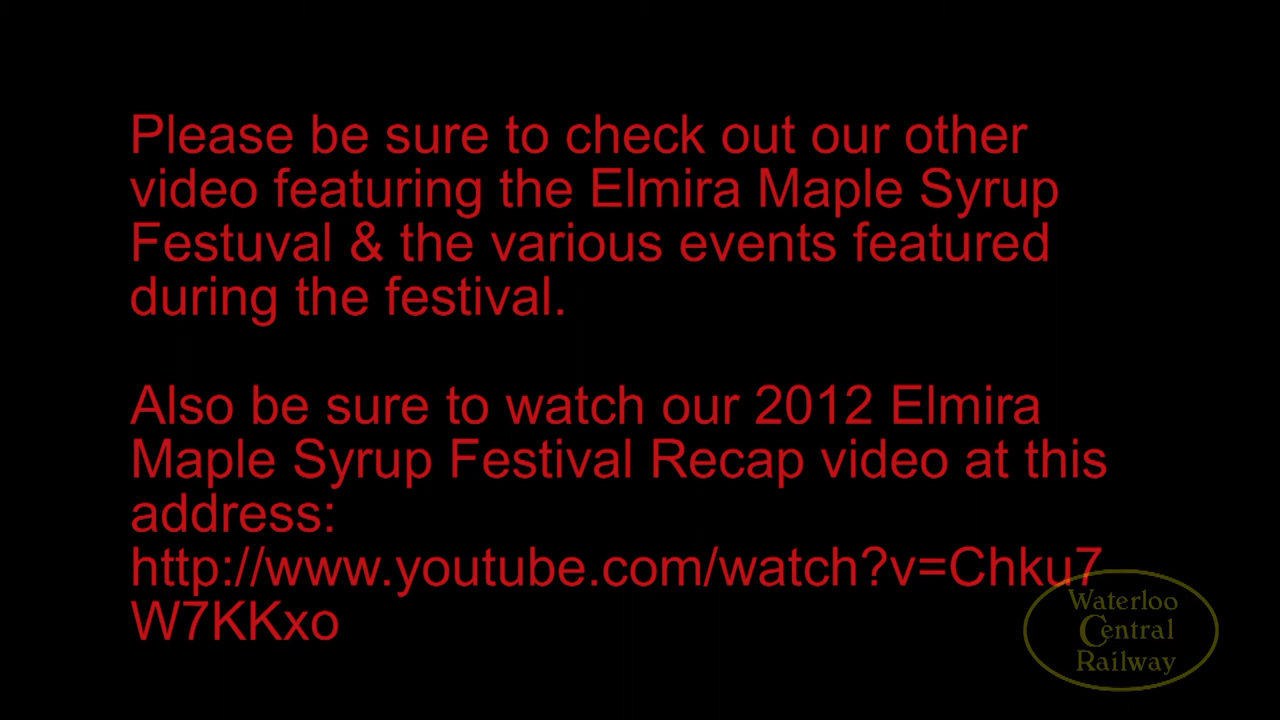 Please be sure to check out our other
video featuring the Elmira Maple Syrup
Festuval & the various events featured
during the festival.
Also be sure to watch our 2012 Elmira
Maple Syrup Festival Recap video at this
address:
http://www.youtube.com/watch?v=Chku7
W7KKxo
Waterloo
Central
Railway